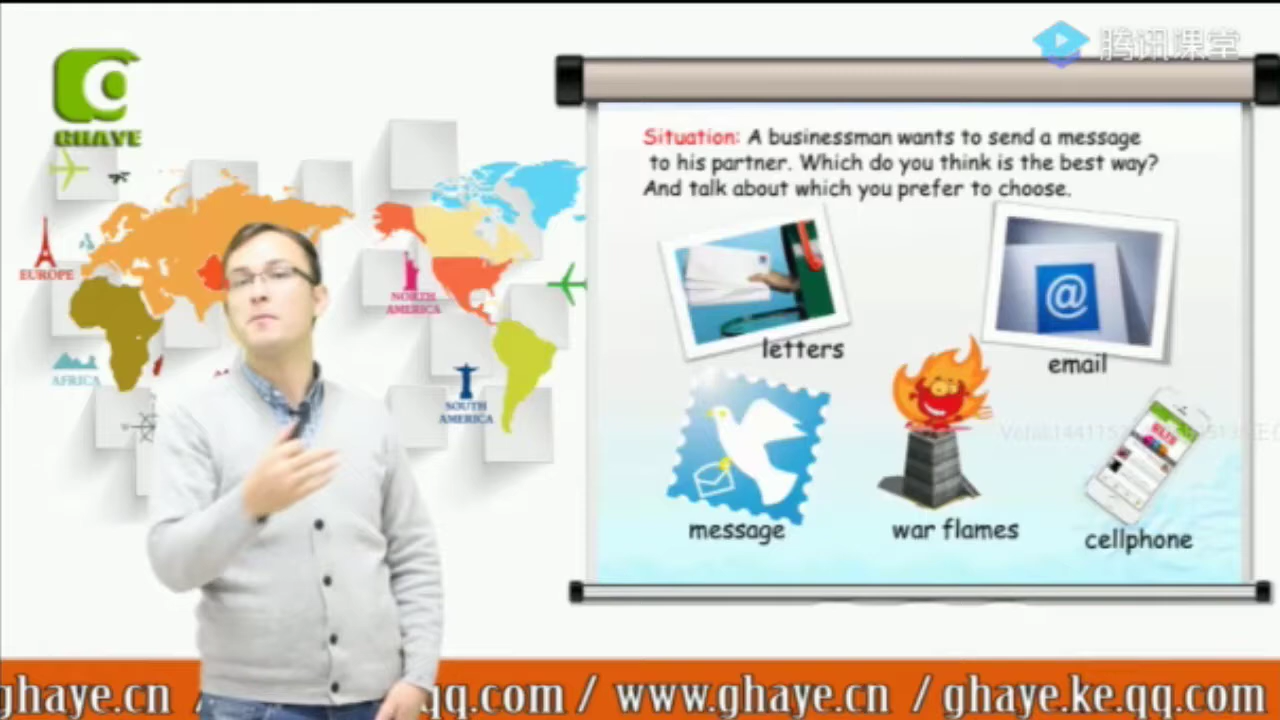 腾讯课堂
GHAYE
Situation: A businessman wants to send a message
to his partner. Which do you think is the best way?
And talk about which you prefer to choose.
EUROPE
NORTH
AMERICA
AFRICA
SOUTH
AMERICA
letters
email
@
message
war flames
cellphone
ghaye.cn / qq.com / www.ghaye.cn / ghaye.ke.qq.com